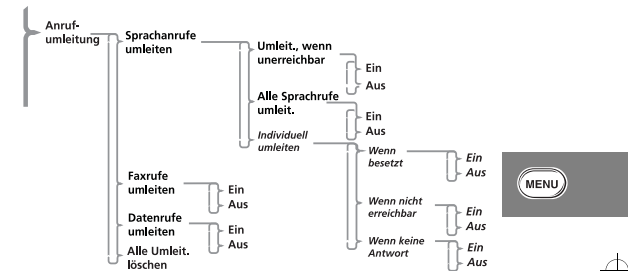 Anruf-
umleitung
Sprachanrufe
umleiten
Umleit., wenn
unerreichbar
Ein
Aus
Alle Sprachrufe
umleit.
Ein
Aus
Individuell
umleiten
Wenn
besetzt
Ein
Aus
Wenn nicht
erreichbar
Ein
Aus
Wenn keine
Antwort
Ein
Aus
Faxrufe
umleiten
Ein
Aus
Datenrufe
umleiten
Ein
Aus
Alle Umleit.
löschen
MENU